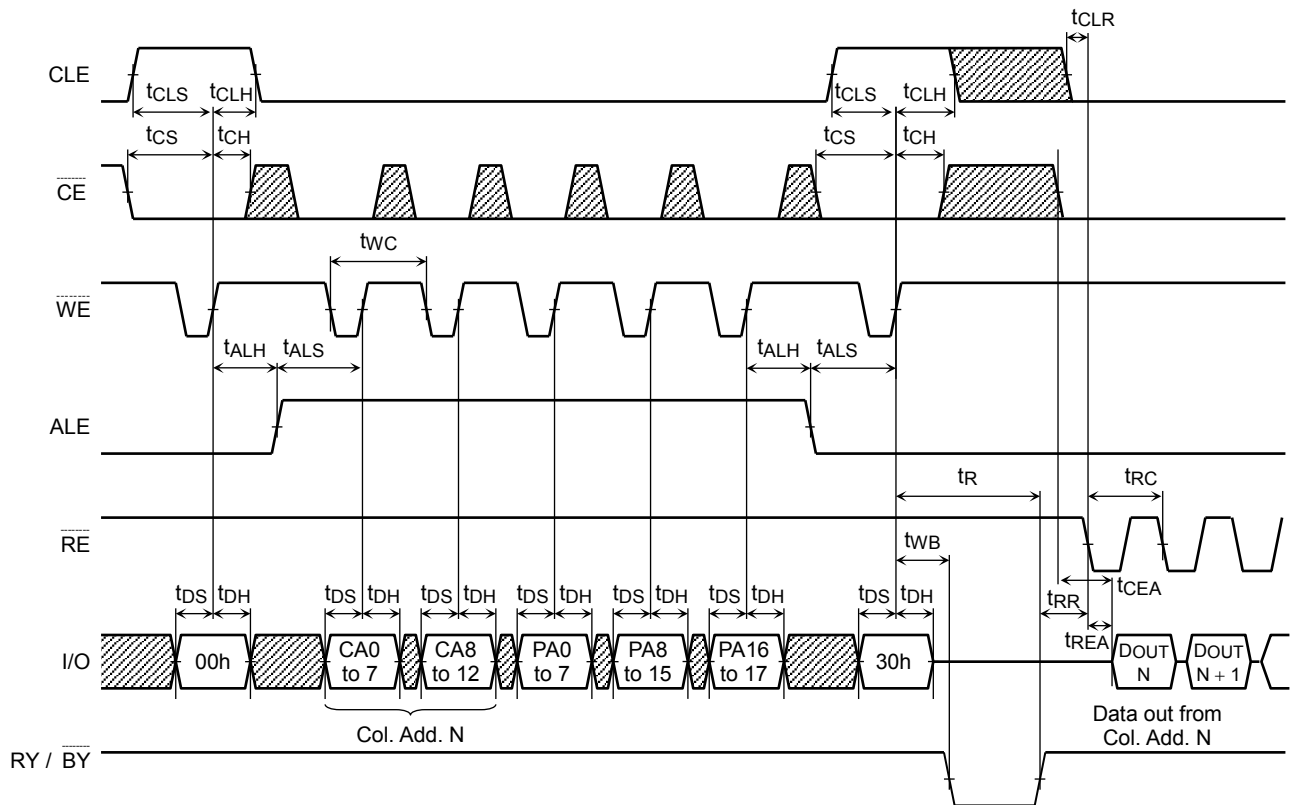 tCLR
CLE
tCLS
tCLH
tCLS
tCLH
tCS
tCH
tCS
tCH
CE
tWC
WE
tALH
tALS
tALH
tALS
ALE
tR
tRC
RE
tWB
tDS
tDH
tDS
tDH
tDS
tDH
tDS
tDH
tDS
tDH
tDS
tDH
tDS
tDH
tCEA
tRR
tREA
I/O
00h
CA0
to 7
CA8
to 12
PA0
to 7
PA8
to 15
PA16
to 17
30h
DOUT
N
DOUT
N + 1
Col. Add. N
Data out from
Col. Add. N
RY / BY